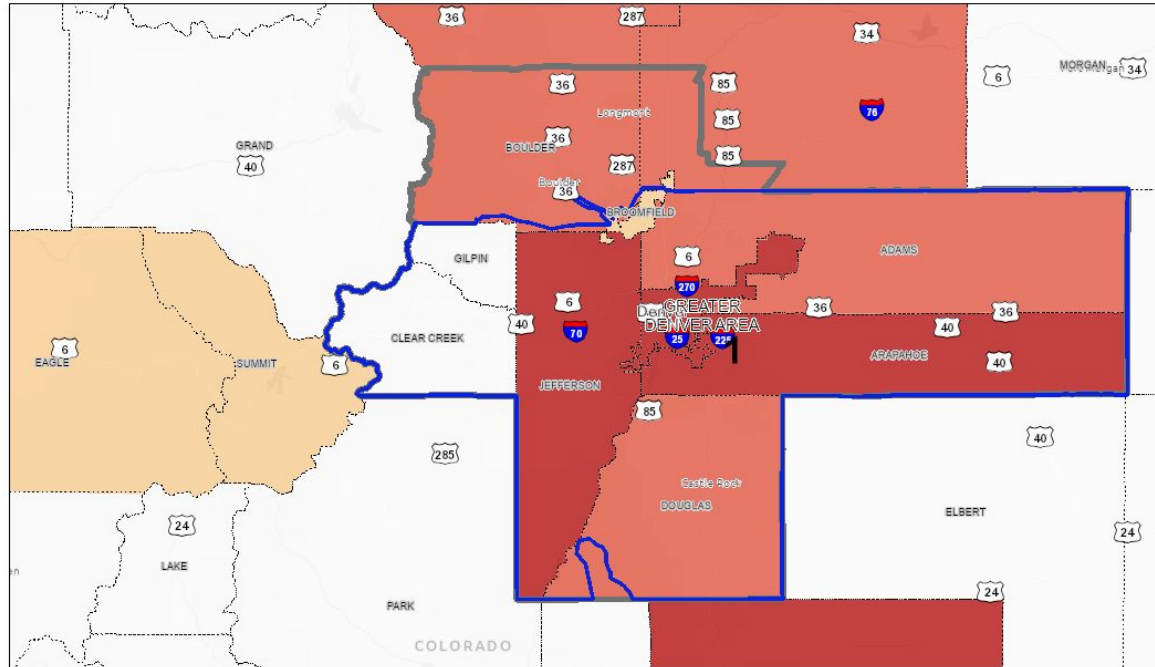 36
287
34
MORGAN
6
34
36
85
76
Longmont
85
36
GRAND
BOULDER
40
287
85
Boulder
36
BROOMFIELD
ADAMS
GILPIN
6
270
6
GREATER
DENVER AREA
36
36
CLEAR CREEK
40
70
25
1
40
6
EAGLE
SUMMIT
6
ARAPAHOE
40
JEFFERSON
85
285
40
Castle Rock
DOUGLAS
ELBERT
24
24
LAKE
24
PARK
COLORADO